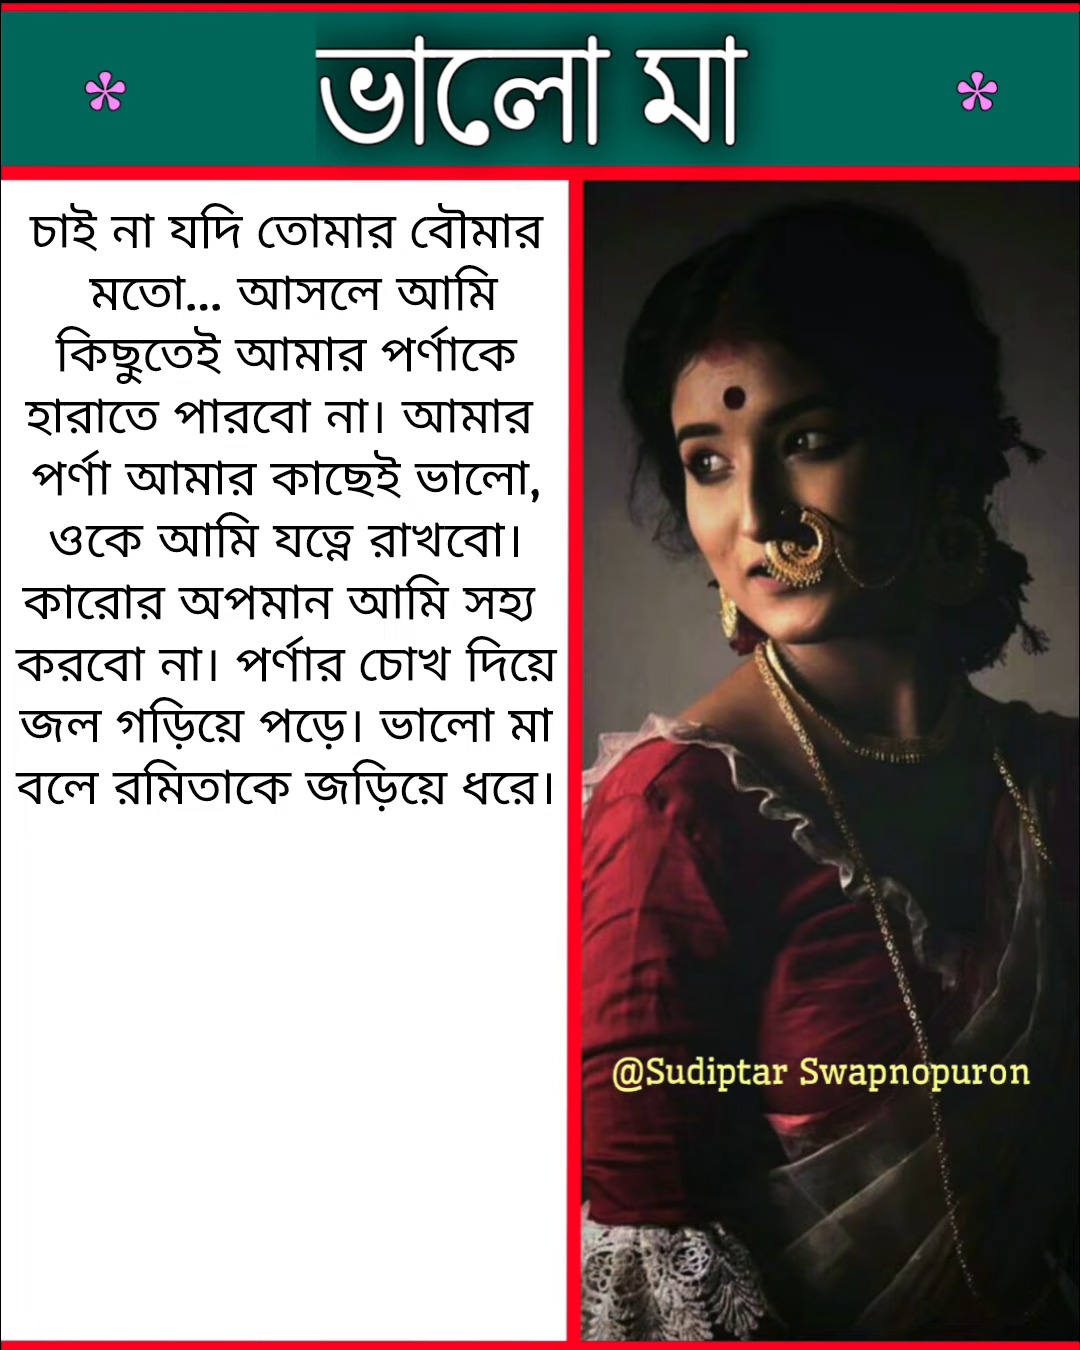 * ভালো মা *
চাই না যদি তোমার বৌমার
মতো... আসলে আমি
কিছুতেই আমার পর্ণাকে
হারাতে পারবো না। আমার
পর্ণা আমার কাছেই ভালো,
ওকে আমি যত্নে রাখবো।
কারোর অপমান আমি সহ্য
করবো না। পর্ণার চোখ দিয়ে
জল গড়িয়ে পড়ে। ভালো মা
বলে রমিতাকে জড়িয়ে ধরে।
@Sudiptar Swapnopuron